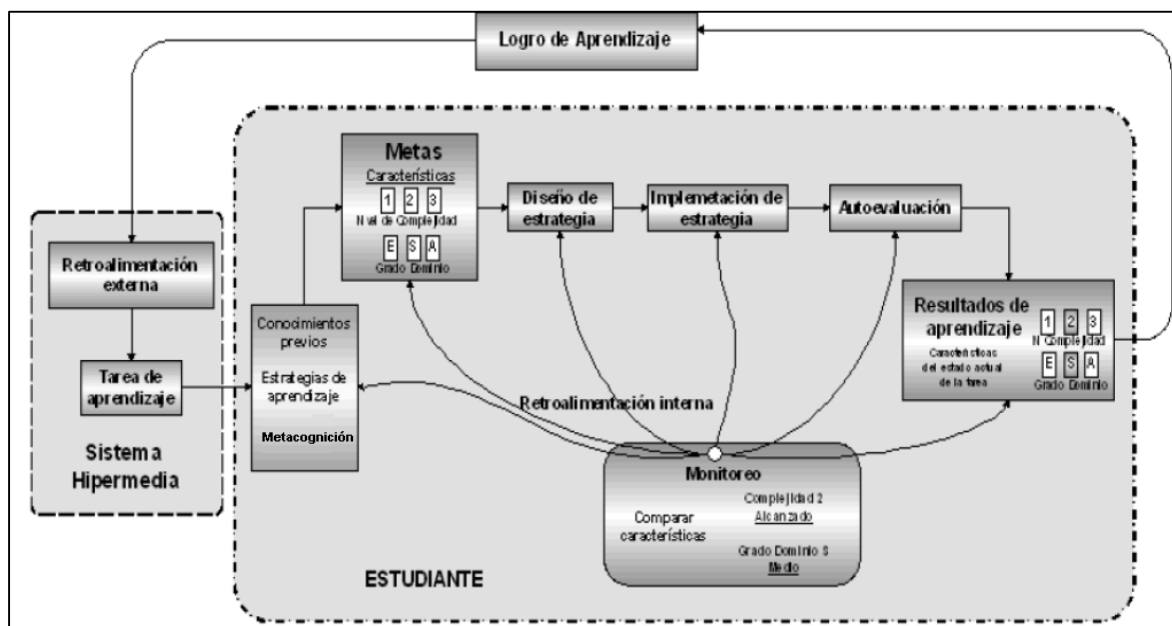 Logro de Aprendizaje
Retroalimentación
externa
Tarea de
aprendizaje
Sistema
Hipermedia
Conocimientos
previos
Estrategias de
aprendizaje
Metacognición
Metas
Características
1 2 3
Nivel de Complejidad
E S A
Grado Dominio
Diseño de
estrategia
Implemetación de
estrategia
Autoevaluación
Resultados de
aprendizaje
Características
del estado actual
de la tarea
1 2 3
N Complejidad
E S A
Grado Dominio
Retroalimentación interna
Monitoreo
Comparar
características
Complejidad 2
Alcanzado
Grado Dominio S
Medio
ESTUDIANTE